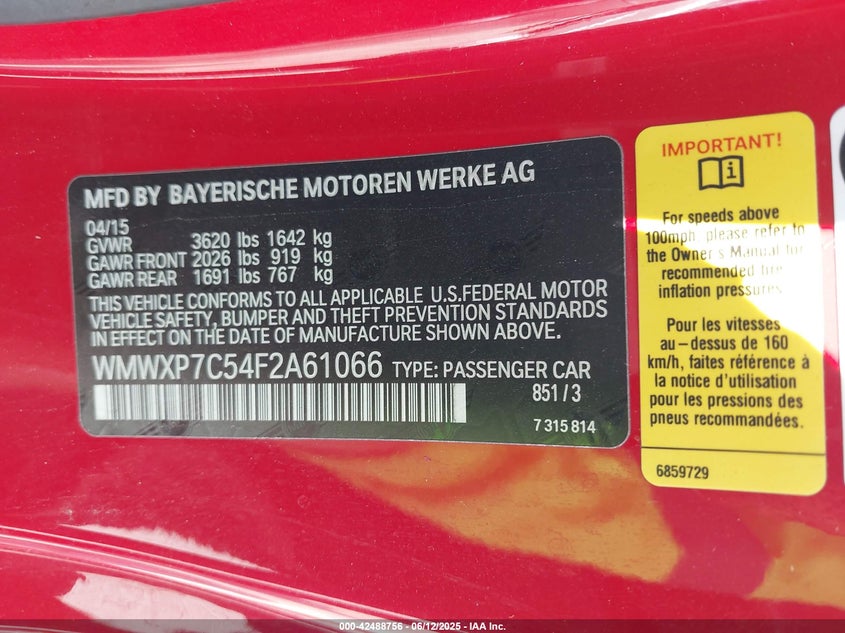 MFD BY BAYERISCHE MOTOREN WERKE AG
04/15
GVWR 3620 lbs 1642 kg
GAWR FRONT 2026 lbs 919 kg
GAWR REAR 1691 lbs 767 kg
THIS VEHICLE CONFORMS TO ALL APPLICABLE U.S.FEDERAL MOTOR
VEHICLE SAFETY, BUMPER AND THEFT PREVENTION STANDARDS
IN EFFECT ON THE DATE OF MANUFACTURE SHOWN ABOVE.
WMWXP7C54F2A61066 TYPE: PASSENGER CAR
851/3
7 315 814
IMPORTANT!
For speeds above
100mph, please refer to
the Owner's Manual for
recommended tire
inflation pressures
Pour les vitesses
au-dessus de 160
km/h, faites référence à
la notice d'utilisation
pour les pressions des
pneus recommandées.
6859729
000-42488756 - 06/12/2025 - IAA Inc.